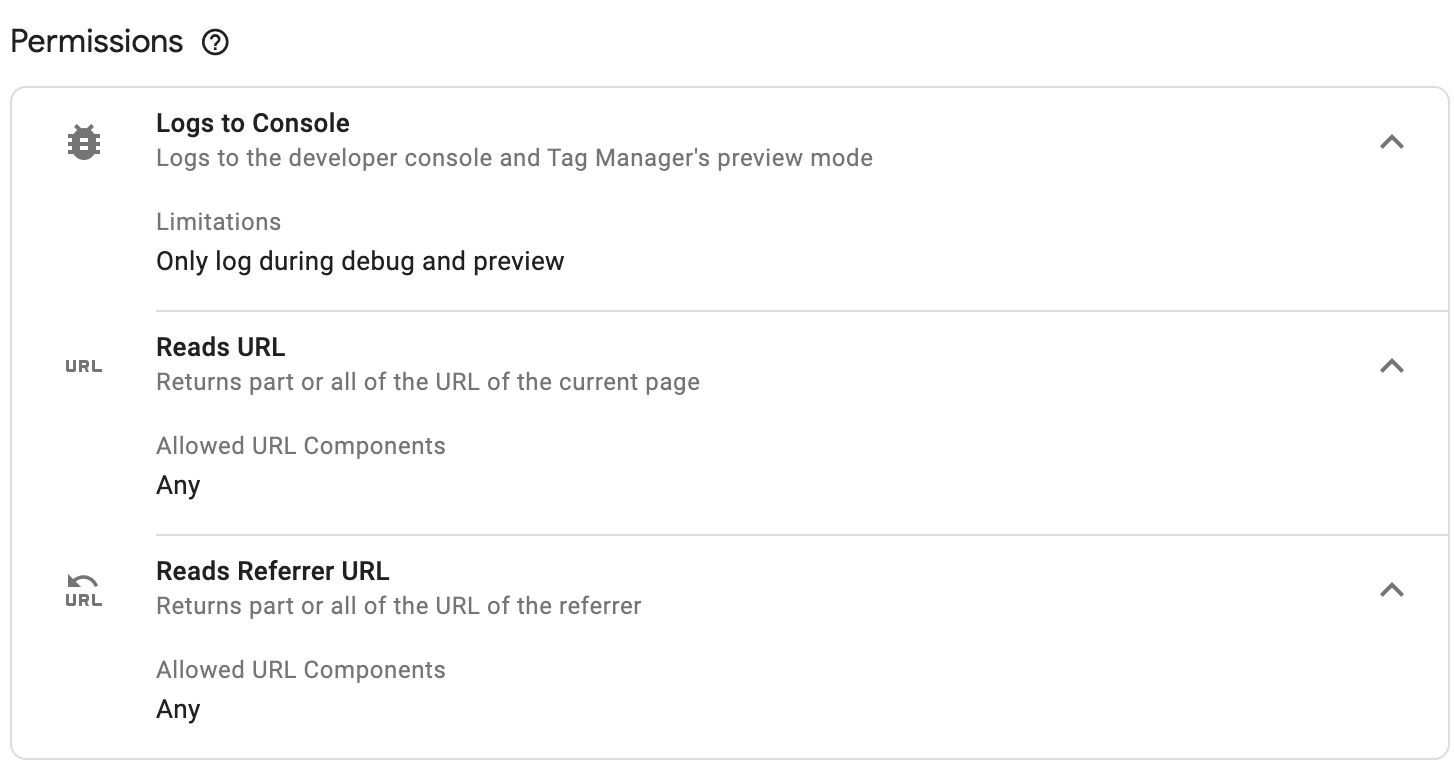 Permissions
Logs to Console
Logs to the developer console and Tag Manager's preview mode
Limitations
Only log during debug and preview
URL
Reads URL
Returns part or all of the URL of the current page
Allowed URL Components
Any
URL
Reads Referrer URL
Returns part or all of the URL of the referrer
Allowed URL Components
Any